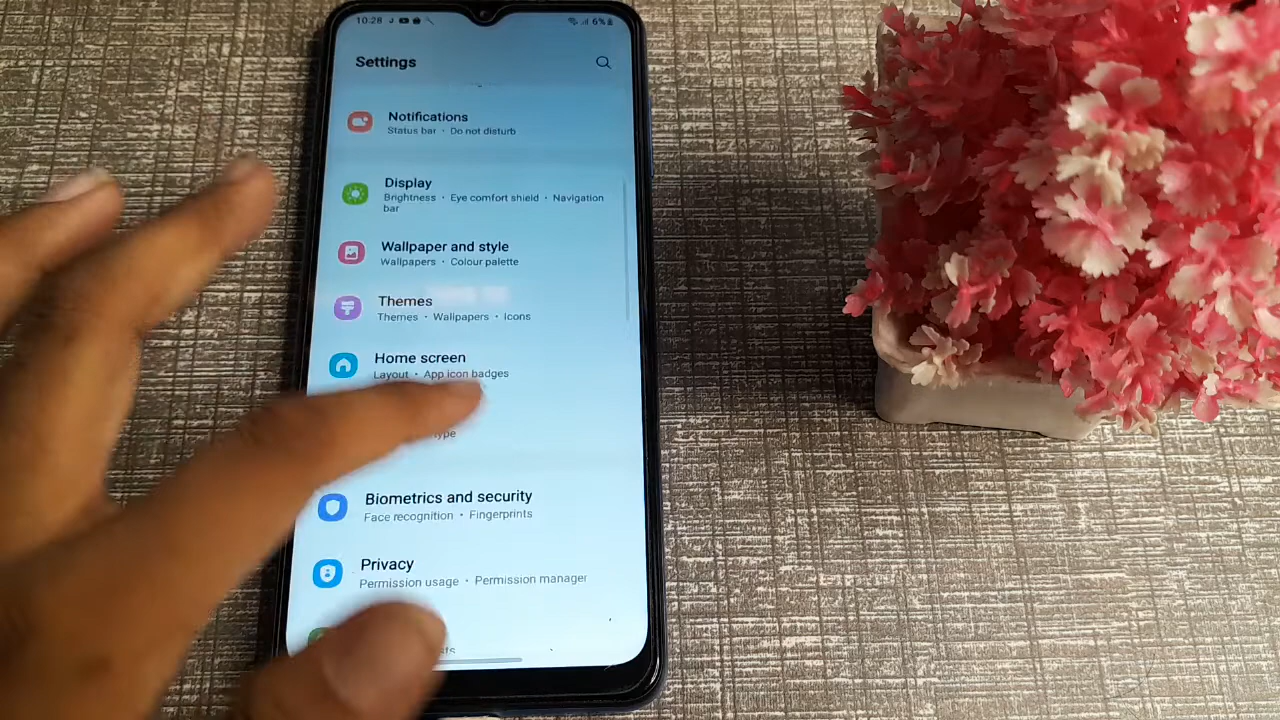 10:28
6%
Settings
Notifications
Status bar • Do not disturb
Display
Brightness • Eye comfort shield • Navigation
bar
Wallpaper and style
Wallpapers • Colour palette
Themes
Themes • Wallpapers • Icons
Home screen
Layout • App icon badges
Biometrics and security
Face recognition • Fingerprints
Privacy
Permission usage • Permission manager